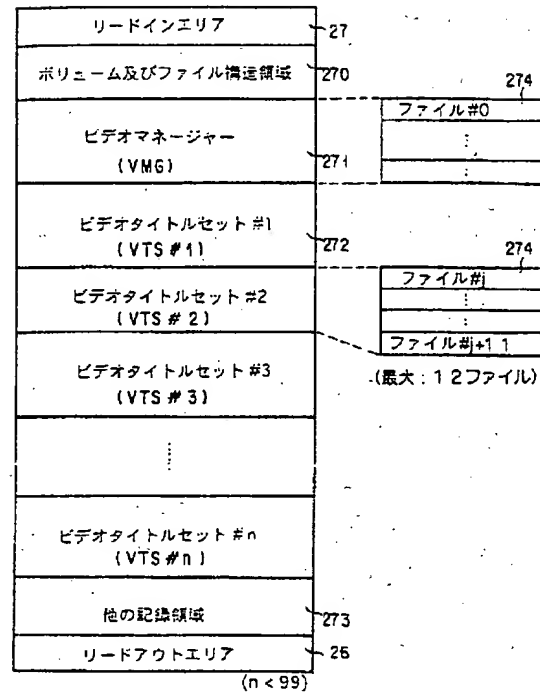 リードインエリア 27
ボリューム及びファイル構造領域 270
ビデオマネージャー
(VMG) 271
274
ファイル#0
⋮
⋮
ビデオタイトルセット #1
(VTS #1) 272
ビデオタイトルセット #2
(VTS # 2)
274
ファイル#j
⋮
⋮
ファイル#j+1 1
(最大:12ファイル)
ビデオタイトルセット #3
(VTS # 3)
⋮
ビデオタイトルセット #n
(VTS #n)
他の記録領域 273
リードアウトエリア 26
(n < 99)